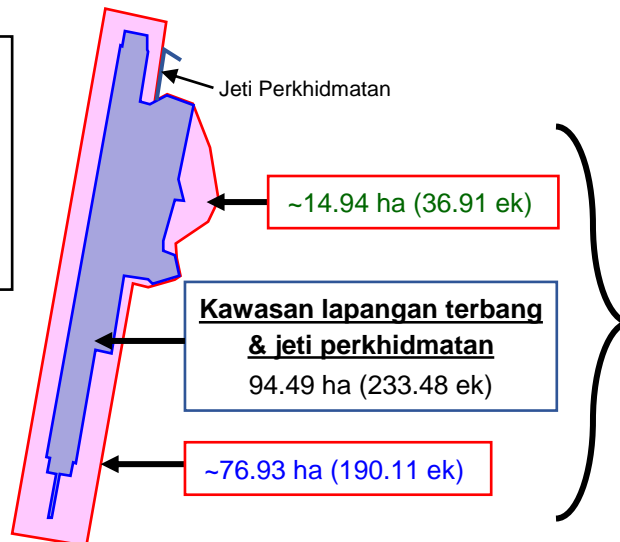 Jeti Perkhidmatan
~14.94 ha (36.91 ek)
Kawasan lapangan terbang
& jeti perkhidmatan
94.49 ha (233.48 ek)
~76.93 ha (190.11 ek)